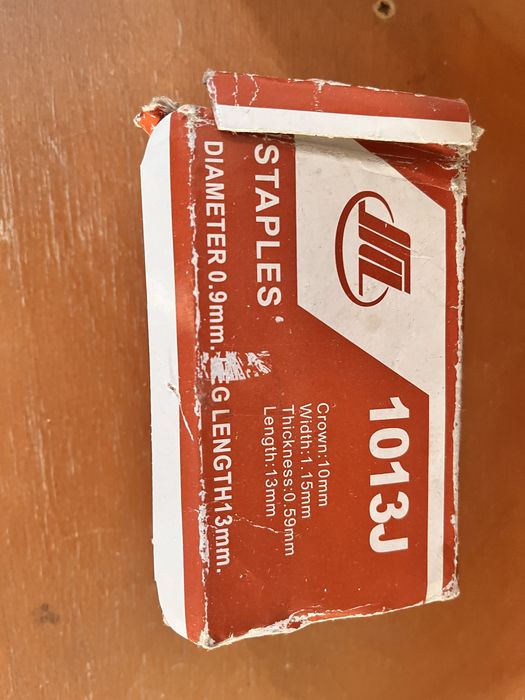 1013J
Crown:10mm
Width:1.15mm
Thickness:0.59mm
Length:13mm
STAPLES
DIAMETER 0.9mm. LENGTH13mm.